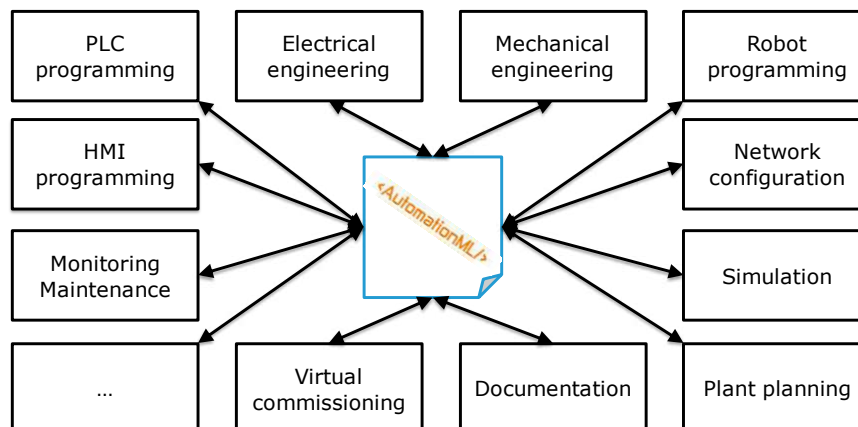 PLC
programming
Electrical
engineering
Mechanical
engineering
Robot
programming
HMI
programming
<AutomationML/>
Network
configuration
Monitoring
Maintenance
Simulation
…
Virtual
commissioning
Documentation
Plant planning